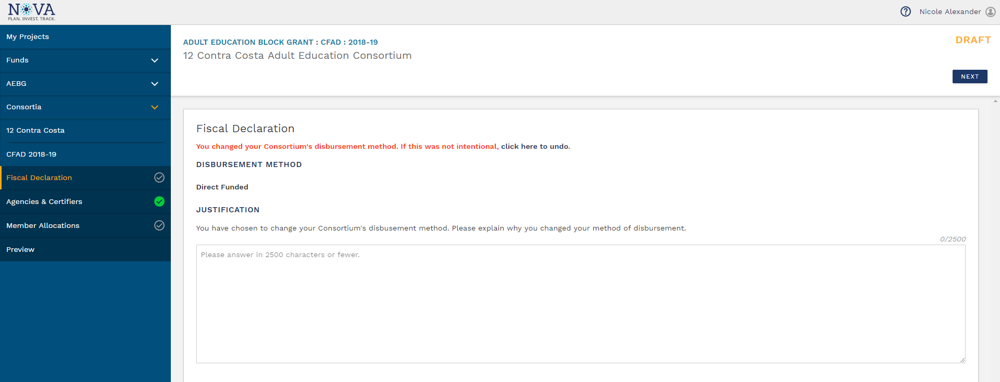 NOVA
PLAN. INVEST. TRACK.
Nicole Alexander
My Projects
Funds
AEBG
Consortia
12 Contra Costa
CFAD 2018-19
Fiscal Declaration
Agencies & Certifiers
Member Allocations
Preview
ADULT EDUCATION BLOCK GRANT : CFAD : 2018-19
DRAFT
12 Contra Costa Adult Education Consortium
NEXT
Fiscal Declaration
You changed your Consortium's disbursement method. If this was not intentional, click here to undo.
DISBURSEMENT METHOD
Direct Funded
JUSTIFICATION
You have chosen to change your Consortium's disbusement method. Please explain why you changed your method of disbursement.
0/2500
Please answer in 2500 characters or fewer.